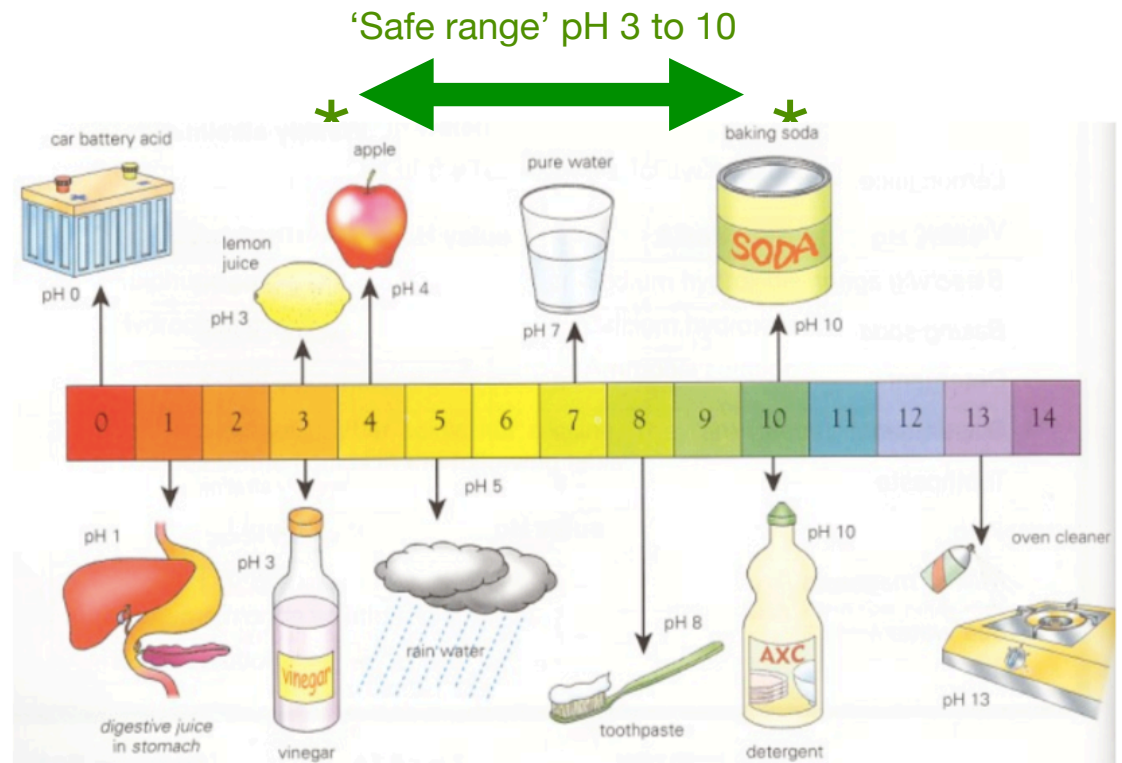 ‘Safe range’ pH 3 to 10
*
*
car battery acid
apple
pure water
baking soda
lemon
juice
SODA
pH 0
pH 3
pH 4
pH 7
pH 10
0 1 2 3 4 5 6 7 8 9 10 11 12 13 14
pH 1
pH 3
pH 5
pH 8
pH 10
oven cleaner
vinegar
rain water
AXC
pH 13
digestive juice
in stomach
vinegar
toothpaste
detergent